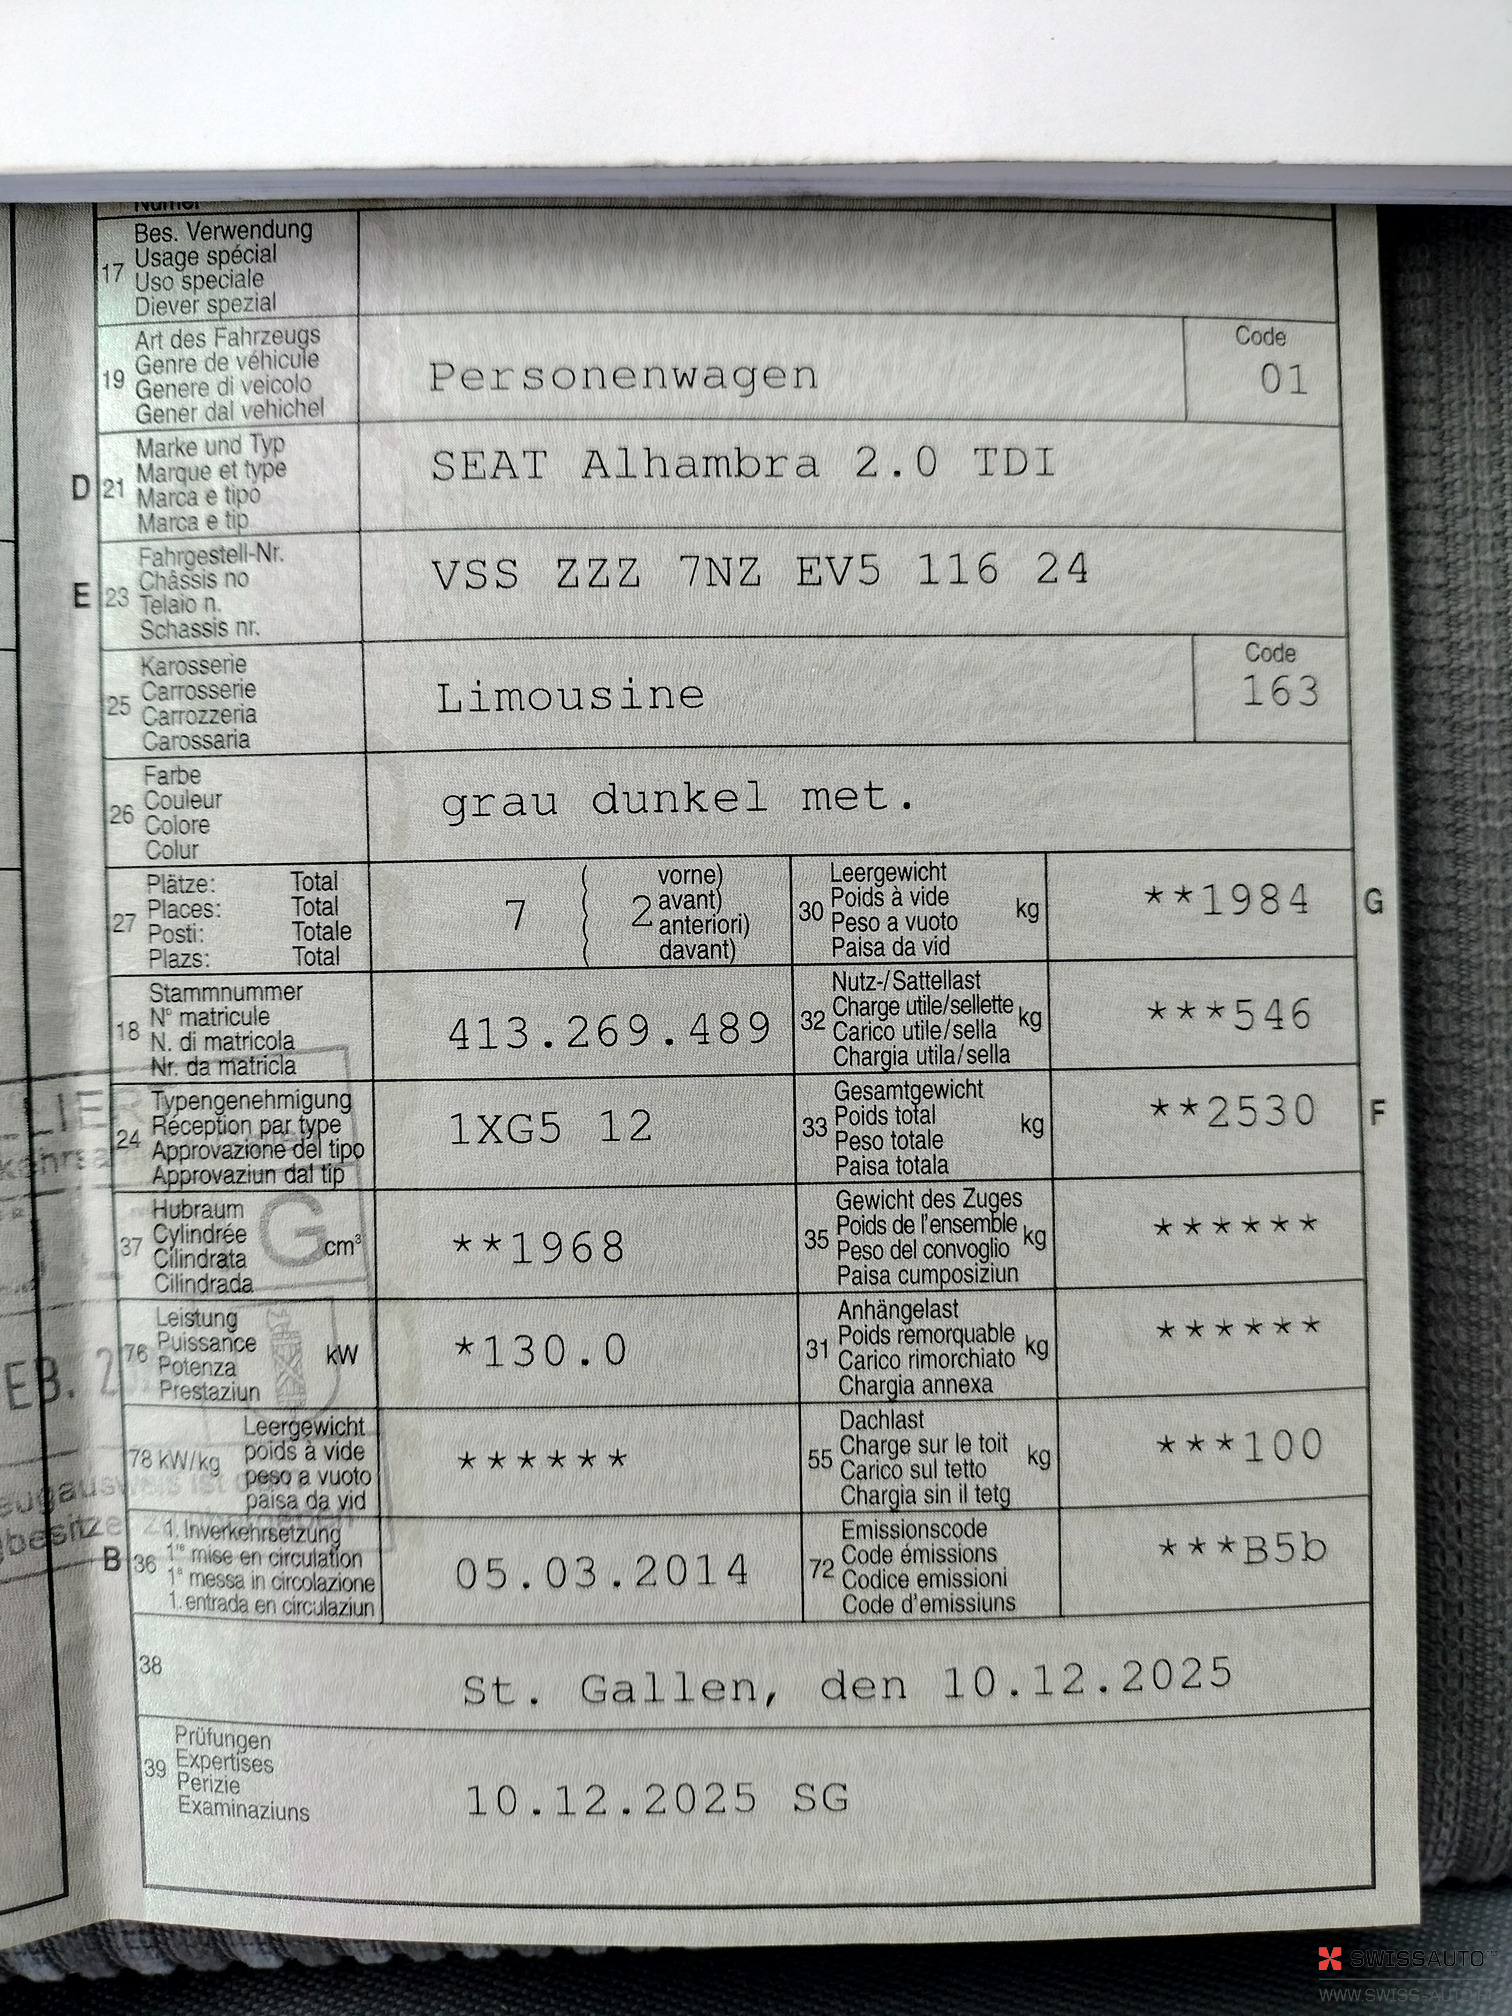 Numer
17
Bes. Verwendung
Usage spécial
Uso speciale
Diever spezial
19
Art des Fahrzeugs
Genre de véhicule
Genere di veicolo
Gener dal vehichel
Personenwagen
Code
01
D 21
Marke und Typ
Marque et type
Marca e tipo
Marca e tip
SEAT Alhambra 2.0 TDI
E 23
Fahrgestell-Nr.
Châssis no
Telaio n.
Schassis nr.
VSS ZZZ 7NZ EV5 116 24
25
Karosserie
Carrosserie
Carrozzeria
Carossaria
Limousine
Code
163
26
Farbe
Couleur
Colore
Colur
grau dunkel met.
27
Plätze: Total
Places: Total
Posti: Totale
Plazs: Total
7 ( 2
vorne)
avant)
anteriori)
davant)
30
Leergewicht
Poids à vide
Peso a vuoto
Paisa da vid
kg
**1984 G
18
Stammnummer
N° matricule
N. di matricola
Nr. da matricla
413.269.489
32
Nutz-/Sattellast
Charge utile/sellette
Carico utile/sella
Chargia utila/sella
kg
***546
24
Typengenehmigung
Réception par type
Approvazione del tipo
Approvaziun dal tip
1XG5 12
33
Gesamtgewicht
Poids total
Peso totale
Paisa totala
kg
**2530 F
37
Hubraum
Cylindrée
Cilindrata
Cilindrada
cm³
**1968
35
Gewicht des Zuges
Poids de l'ensemble
Peso del convoglio
Paisa cumposiziun
kg
******
76
Leistung
Puissance
Potenza
Prestaziun
kW
*130.0
31
Anhängelast
Poids remorquable
Carico rimorchiato
Chargia annexa
kg
******
78 kW/kg
Leergewicht
poids à vide
peso a vuoto
paisa da vid
******
55
Dachlast
Charge sur le toit
Carico sul tetto
Chargia sin il tetg
kg
***100
B 36
1. Inverkehrsetzung
1re mise en circulation
1a messa in circolazione
1. entrada en circulaziun
05.03.2014
72
Emissionscode
Code émissions
Codice emissioni
Code d'emissiuns
***B5b
38
St. Gallen, den 10.12.2025
39
Prüfungen
Expertises
Perizie
Examinaziuns
10.12.2025 SG
G
EB. 2
SWISSAUTO